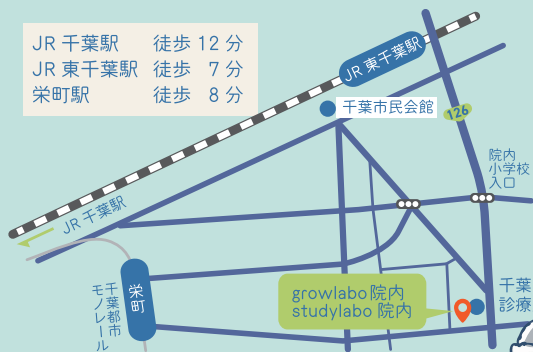 JR 千葉駅 徒歩 12 分
JR 東千葉駅 徒歩 7 分
栄町駅 徒歩 8 分
JR 東千葉駅
千葉市民会館
126
院内
小学校
入口
JR 千葉駅
栄町
千葉都市
モノレール
growlabo 院内
studylabo 院内
千葉
診療